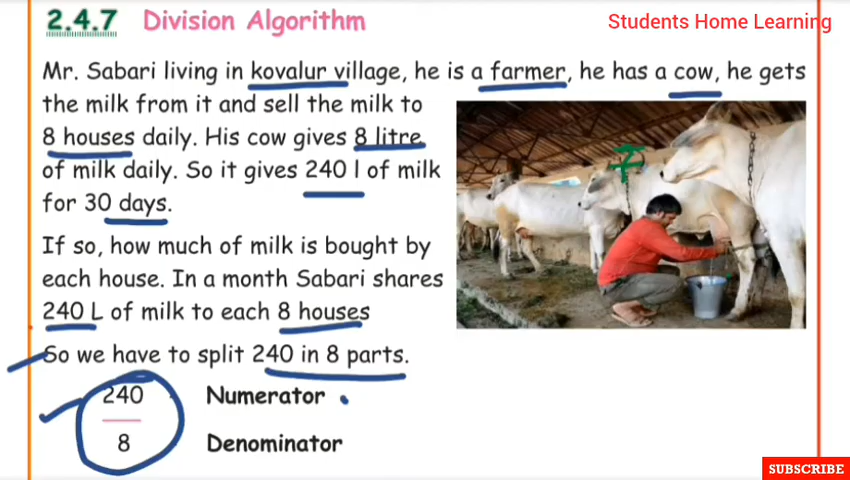 2.4.7 Division Algorithm
Students Home Learning
Mr. Sabari living in kovalur village, he is a farmer, he has a cow, he gets
the milk from it and sell the milk to
8 houses daily. His cow gives 8 litre
of milk daily. So it gives 240 l of milk
for 30 days.
If so, how much of milk is bought by
each house. In a month Sabari shares
240 L of milk to each 8 houses
So we have to split 240 in 8 parts.
240 Numerator
8 Denominator
SUBSCRIBE